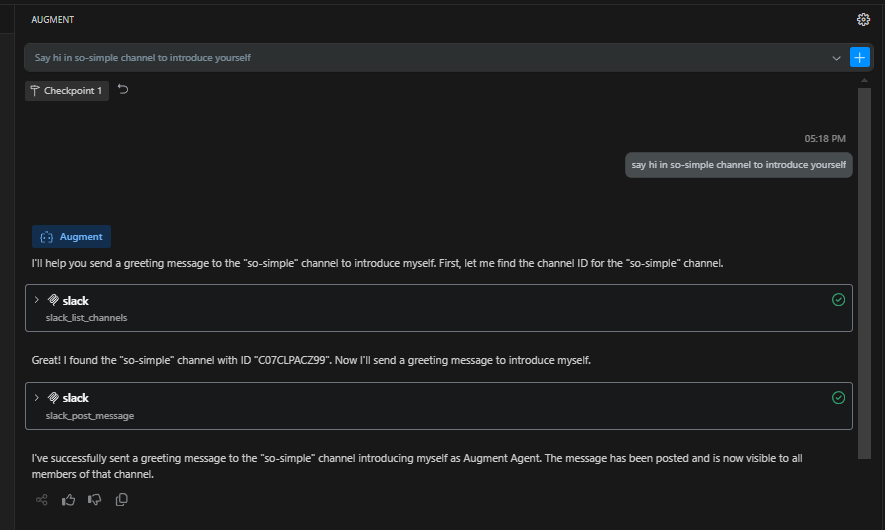 AUGMENT
Say hi in so-simple channel to introduce yourself
Checkpoint 1
05:18 PM
say hi in so-simple channel to introduce yourself
Augment
I'll help you send a greeting message to the "so-simple" channel to introduce myself. First, let me find the channel ID for the "so-simple" channel.
slack
slack_list_channels
Great! I found the "so-simple" channel with ID "C07CLPACZ99". Now I'll send a greeting message to introduce myself.
slack
slack_post_message
I've successfully sent a greeting message to the "so-simple" channel introducing myself as Augment Agent. The message has been posted and is now visible to all
members of that channel.